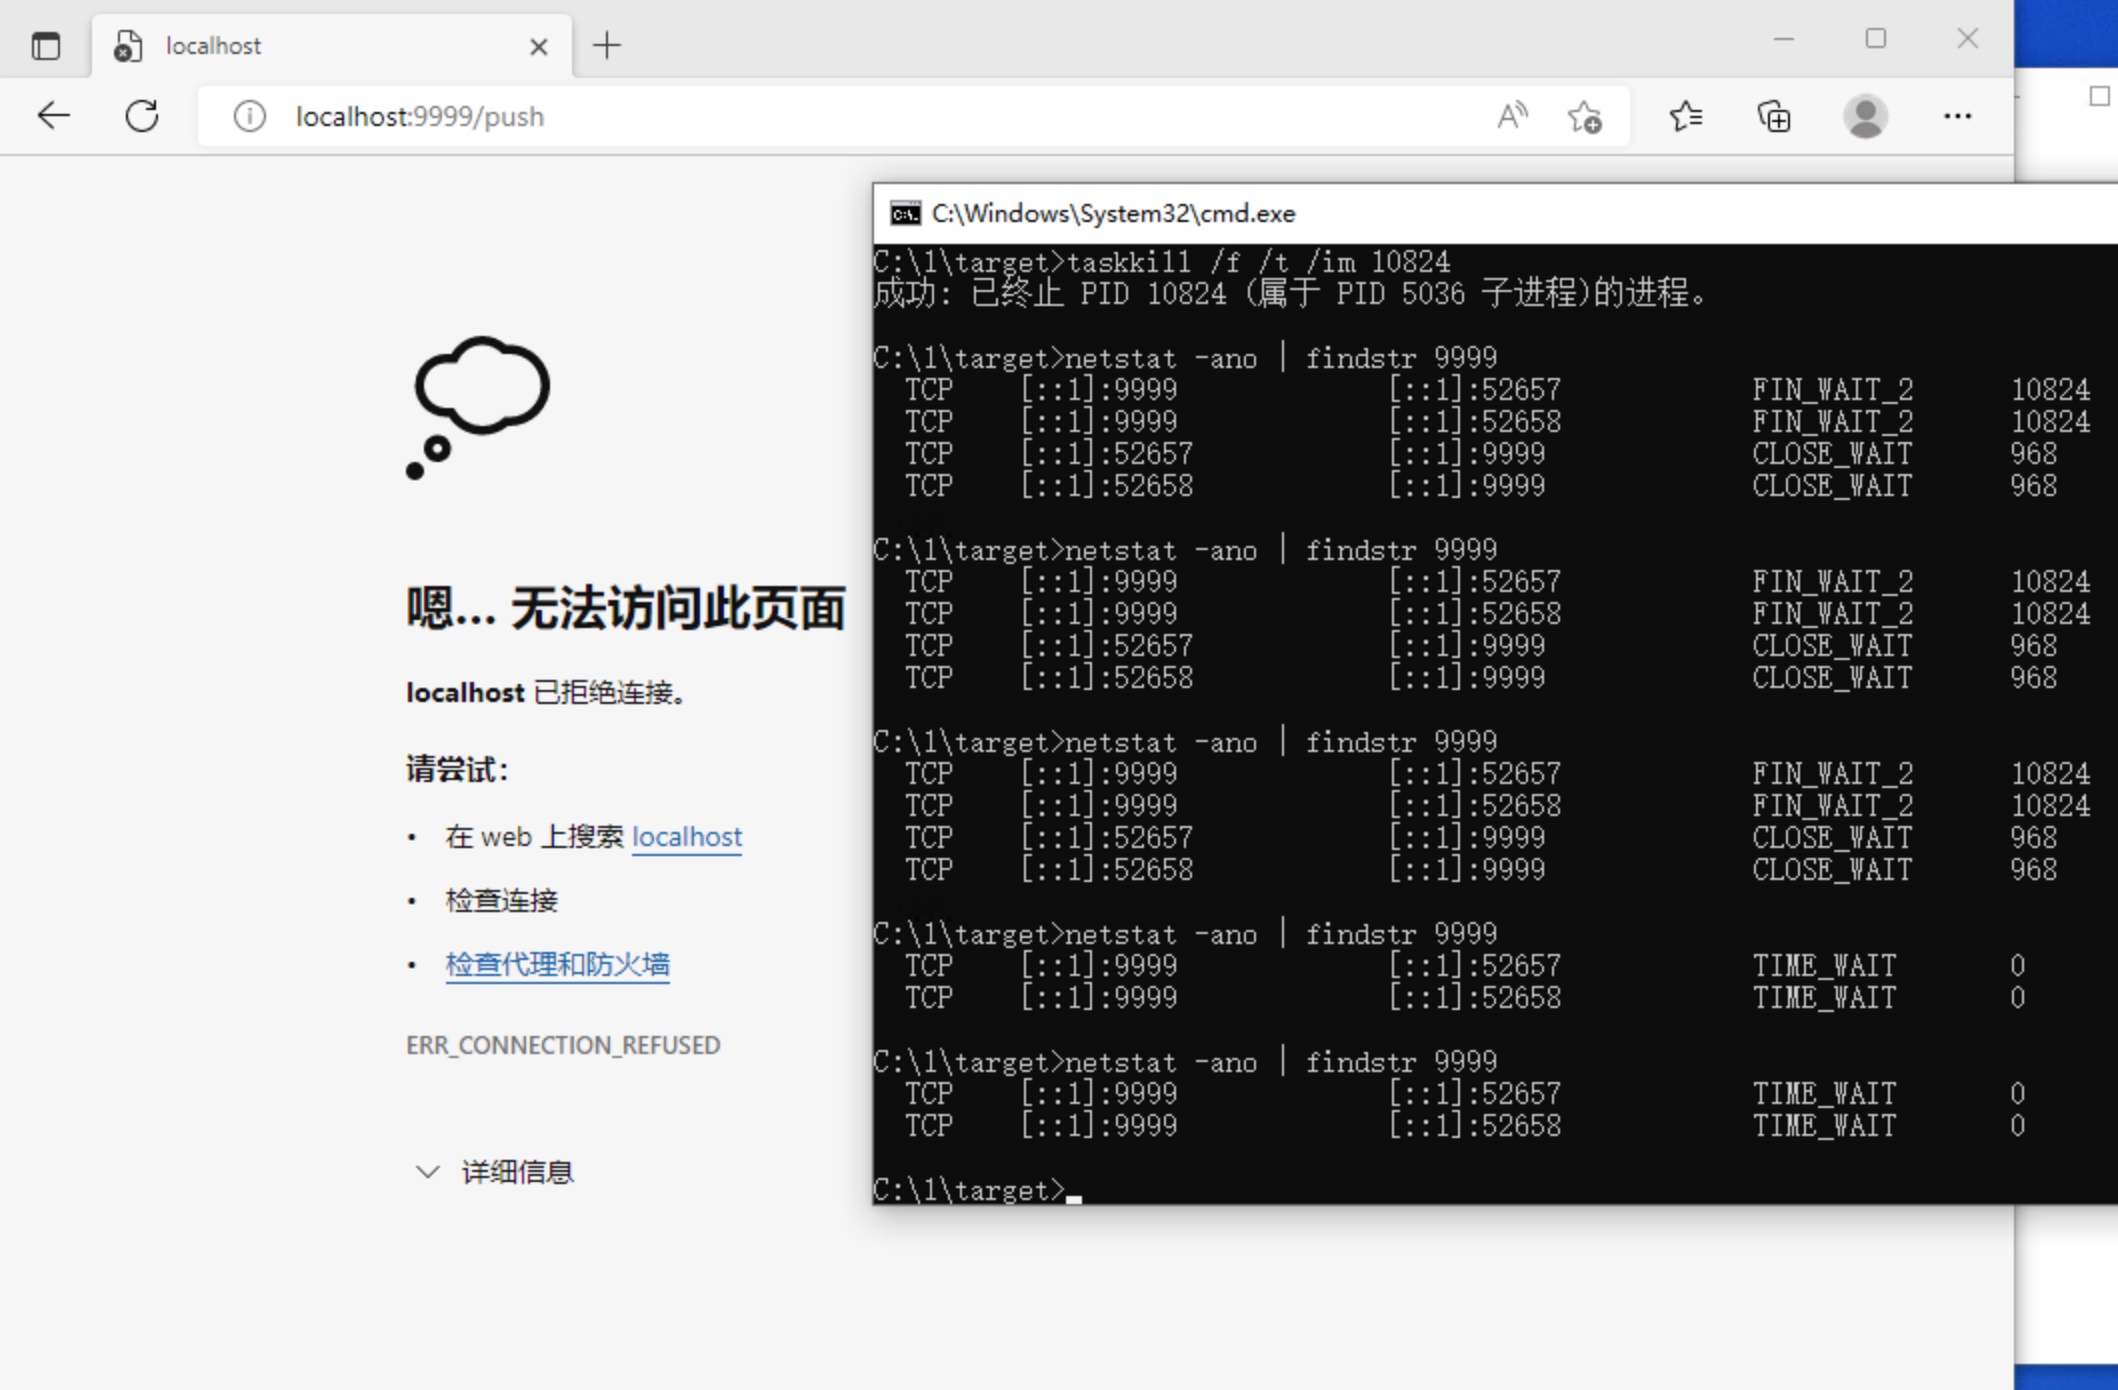 localhost
localhost:9999/push
嗯… 无法访问此页面
localhost 已拒绝连接。
请尝试：
• 在 web 上搜索 localhost
• 检查连接
• 检查代理和防火墙
ERR_CONNECTION_REFUSED
详细信息
C:\Windows\System32\cmd.exe
C:\1\target>taskkill /f /t /im 10824
成功: 已终止 PID 10824 (属于 PID 5036 子进程)的进程。
C:\1\target>netstat -ano | findstr 9999
TCP [::1]:9999 [::1]:52657 FIN_WAIT_2 10824
TCP [::1]:9999 [::1]:52658 FIN_WAIT_2 10824
TCP [::1]:52657 [::1]:9999 CLOSE_WAIT 968
TCP [::1]:52658 [::1]:9999 CLOSE_WAIT 968
C:\1\target>netstat -ano | findstr 9999
TCP [::1]:9999 [::1]:52657 FIN_WAIT_2 10824
TCP [::1]:9999 [::1]:52658 FIN_WAIT_2 10824
TCP [::1]:52657 [::1]:9999 CLOSE_WAIT 968
TCP [::1]:52658 [::1]:9999 CLOSE_WAIT 968
C:\1\target>netstat -ano | findstr 9999
TCP [::1]:9999 [::1]:52657 FIN_WAIT_2 10824
TCP [::1]:9999 [::1]:52658 FIN_WAIT_2 10824
TCP [::1]:52657 [::1]:9999 CLOSE_WAIT 968
TCP [::1]:52658 [::1]:9999 CLOSE_WAIT 968
C:\1\target>netstat -ano | findstr 9999
TCP [::1]:9999 [::1]:52657 TIME_WAIT 0
TCP [::1]:9999 [::1]:52658 TIME_WAIT 0
C:\1\target>netstat -ano | findstr 9999
TCP [::1]:9999 [::1]:52657 TIME_WAIT 0
TCP [::1]:9999 [::1]:52658 TIME_WAIT 0
C:\1\target>